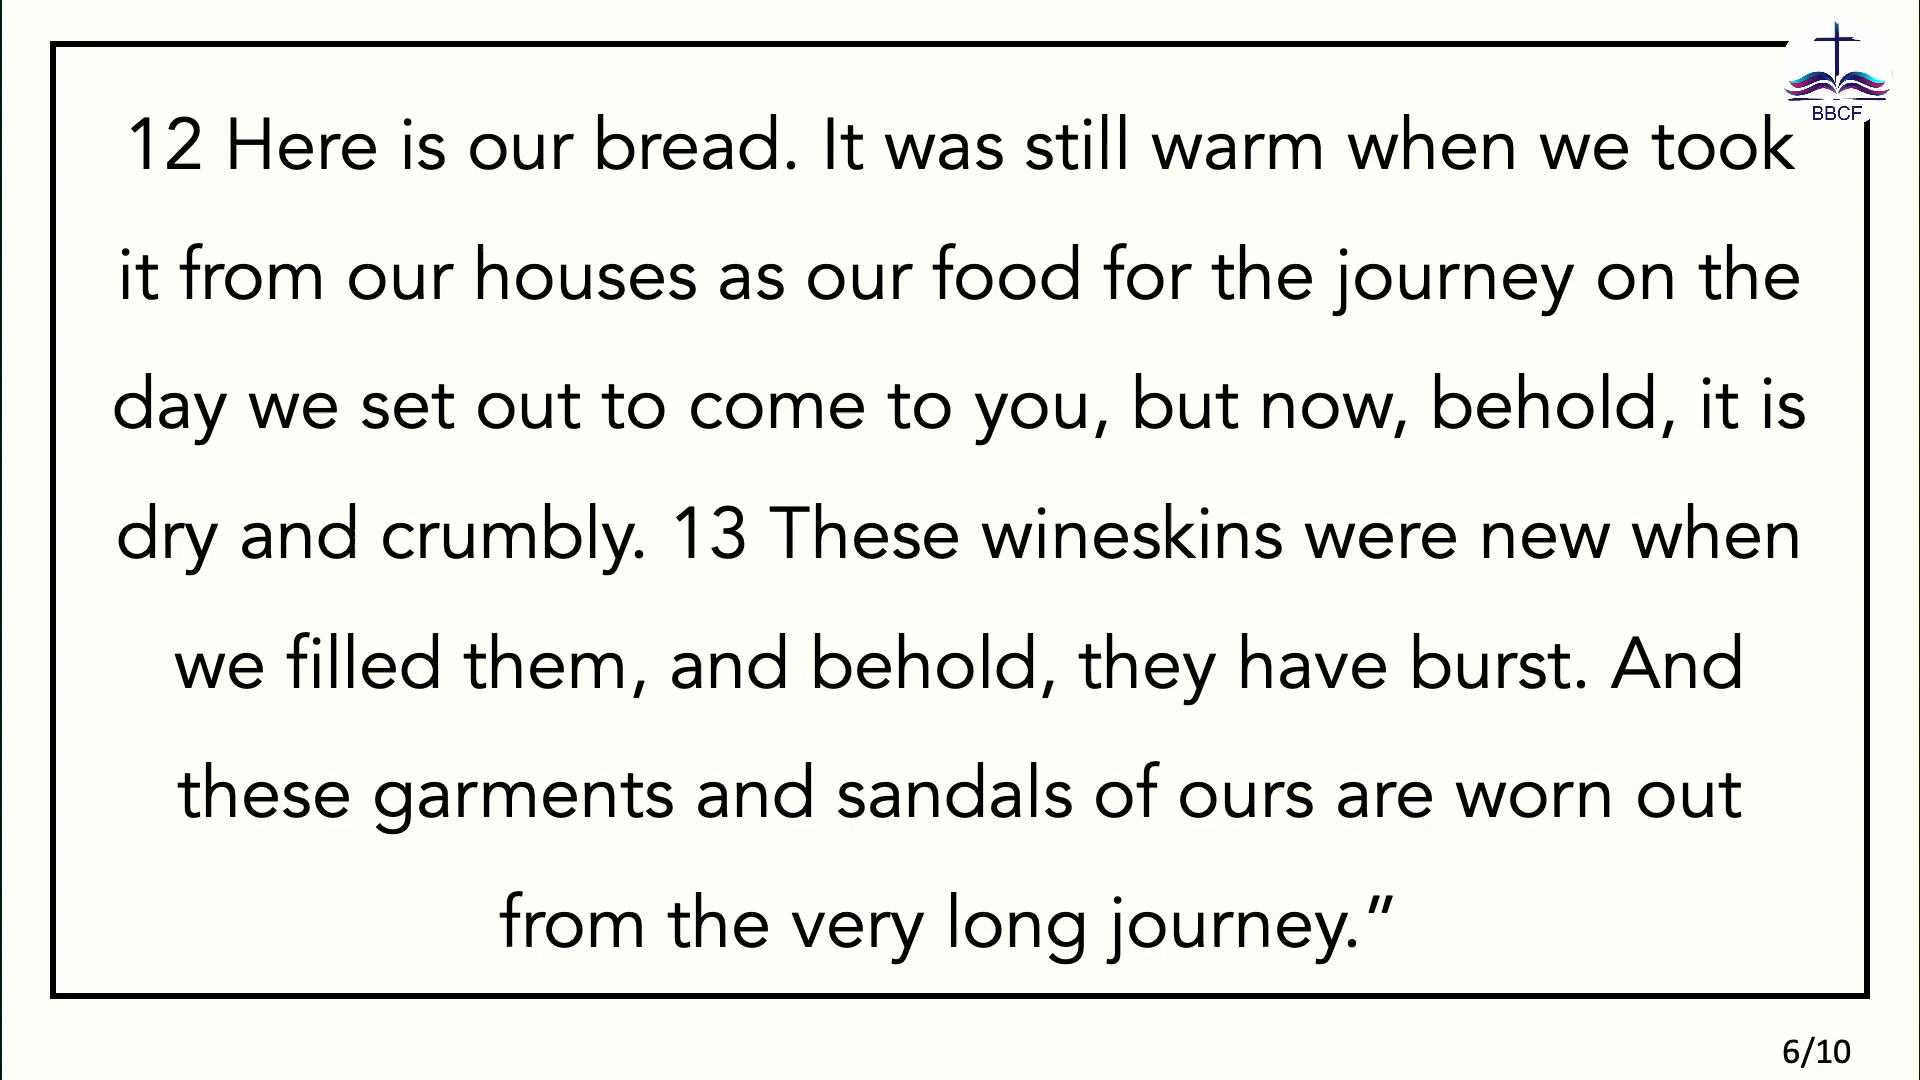 BBCF
12 Here is our bread. It was still warm when we took
it from our houses as our food for the journey on the
day we set out to come to you, but now, behold, it is
dry and crumbly. 13 These wineskins were new when
we filled them, and behold, they have burst. And
these garments and sandals of ours are worn out
from the very long journey.”
6/10